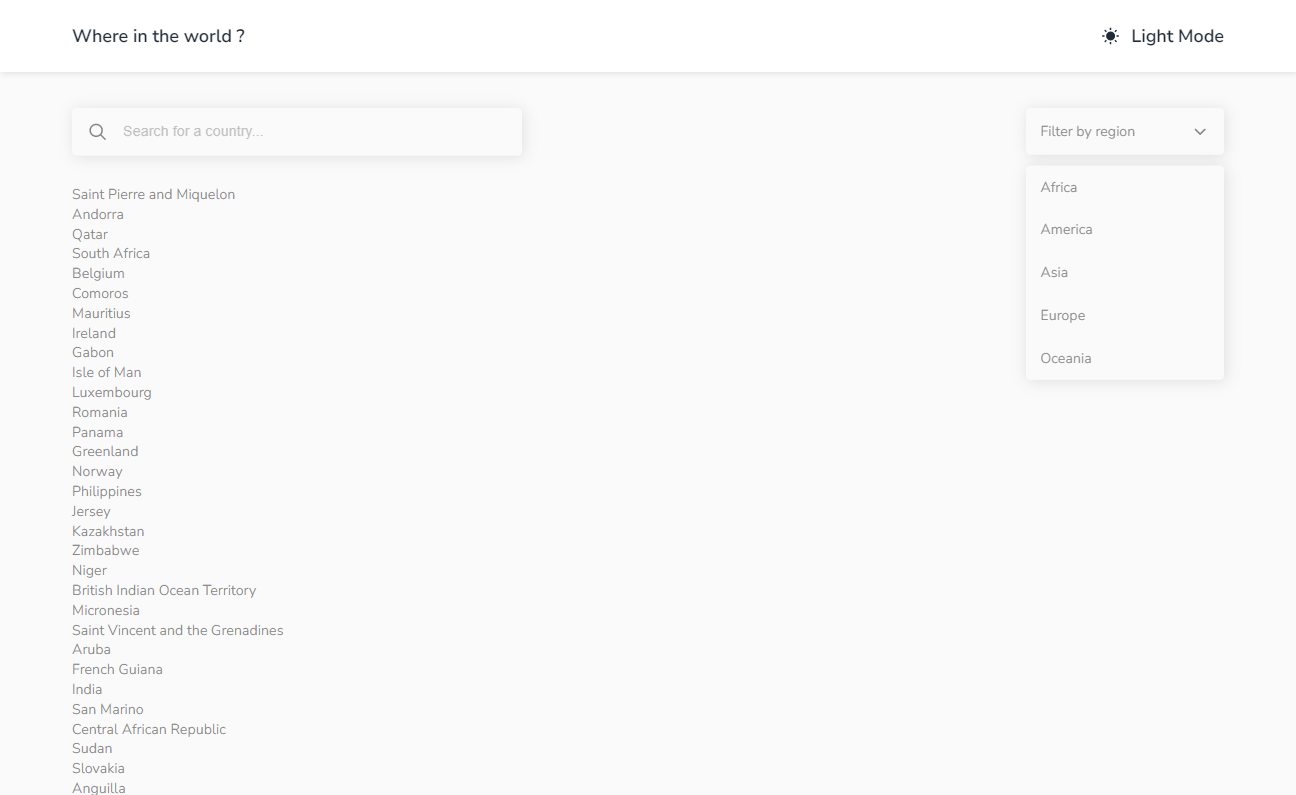 Where in the world ?
Light Mode
Search for a country...
Filter by region
Africa
America
Asia
Europe
Oceania
Saint Pierre and Miquelon
Andorra
Qatar
South Africa
Belgium
Comoros
Mauritius
Ireland
Gabon
Isle of Man
Luxembourg
Romania
Panama
Greenland
Norway
Philippines
Jersey
Kazakhstan
Zimbabwe
Niger
British Indian Ocean Territory
Micronesia
Saint Vincent and the Grenadines
Aruba
French Guiana
India
San Marino
Central African Republic
Sudan
Slovakia
Anguilla